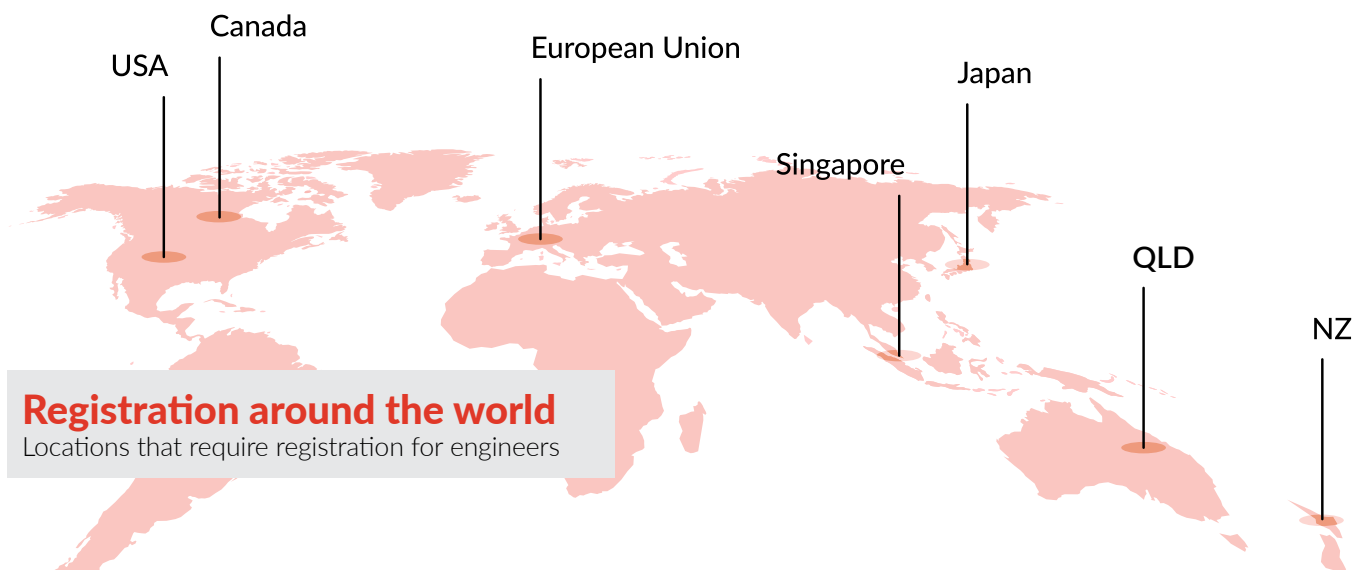 Canada
USA
European Union
Japan
Singapore
QLD
NZ
Registration around the world
Locations that require registration for engineers